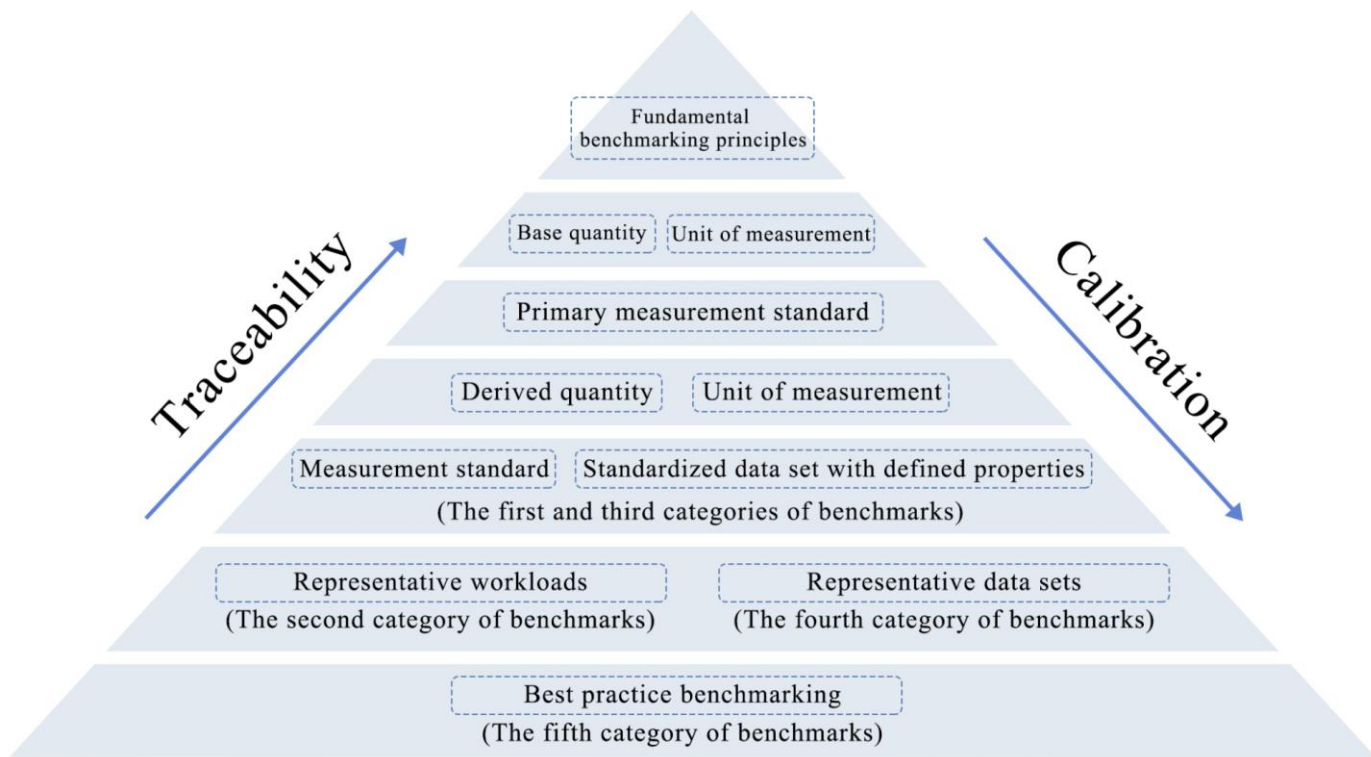 Fundamental
benchmarking principles
Base quantity
Unit of measurement
Primary measurement standard
Derived quantity
Unit of measurement
Traceability
Calibration
Measurement standard
Standardized data set with defined properties
(The first and third categories of benchmarks)
Representative workloads
(The second category of benchmarks)
Representative data sets
(The fourth category of benchmarks)
Best practice benchmarking
(The fifth category of benchmarks)